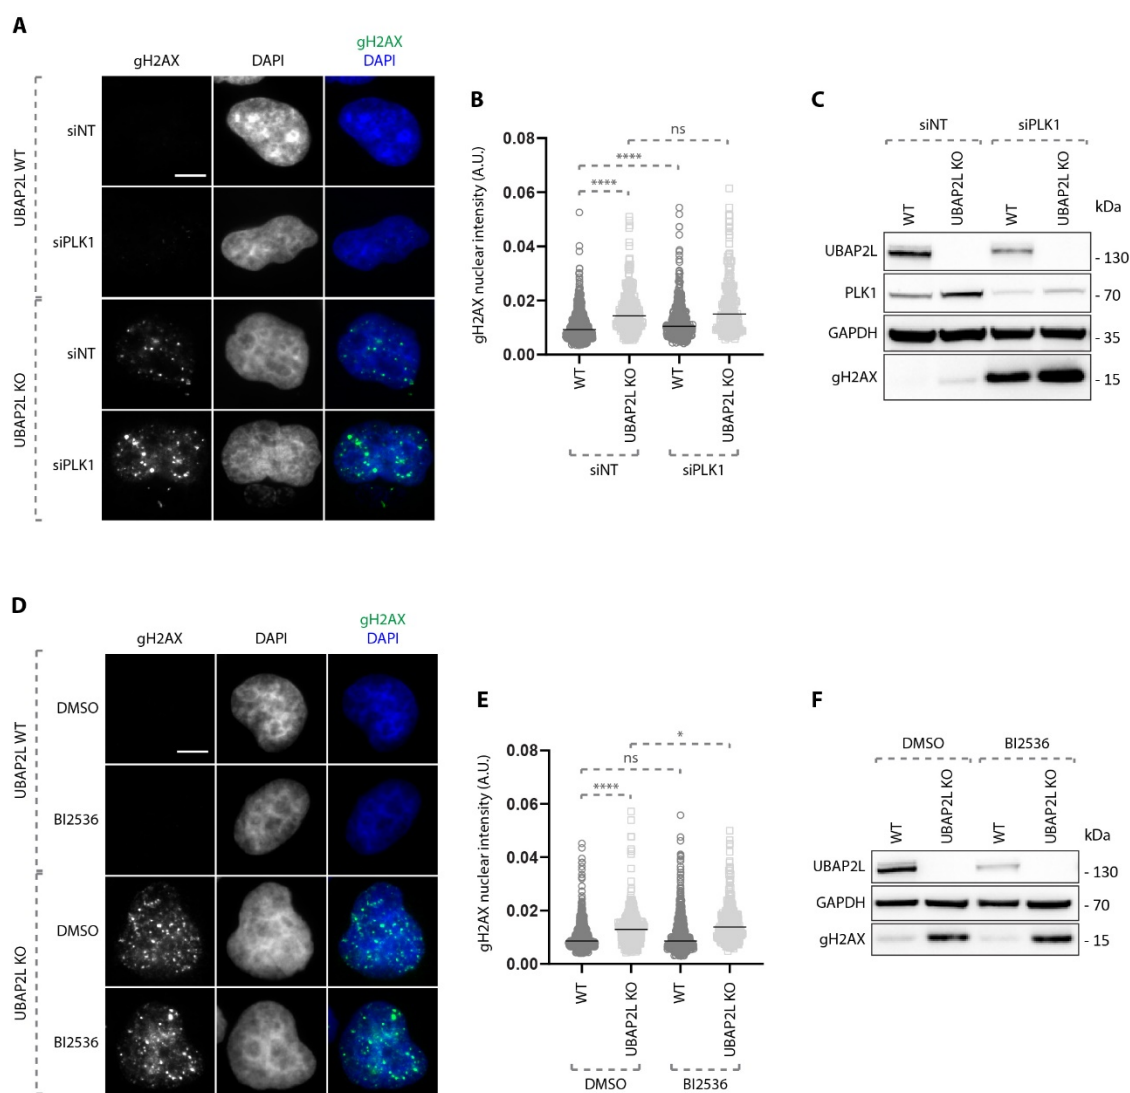 A
gH2AX
gH2AX DAPI DAPI
UBAP2L WT
siNT
siPLK1
UBAP2L KO
siNT
siPLK1
B
gH2AX nuclear intensity (A.U.)
0.08
0.06
0.04
0.02
0.00
ns
****
****
WT
UBAP2L KO
WT
UBAP2L KO
siNT siPLK1
C
siNT siPLK1
WT
UBAP2L KO
WT
UBAP2L KO
kDa
UBAP2L - 130
PLK1 - 70
GAPDH - 35
gH2AX - 15
D
gH2AX
gH2AX DAPI DAPI
UBAP2L WT
DMSO
BI2536
UBAP2L KO
DMSO
BI2536
E
gH2AX nuclear intensity (A.U.)
0.08
0.06
0.04
0.02
0.00
*
ns
****
WT
UBAP2L KO
WT
UBAP2L KO
DMSO BI2536
F
DMSO BI2536
WT
UBAP2L KO
WT
UBAP2L KO
kDa
UBAP2L - 130
GAPDH - 70
gH2AX - 15